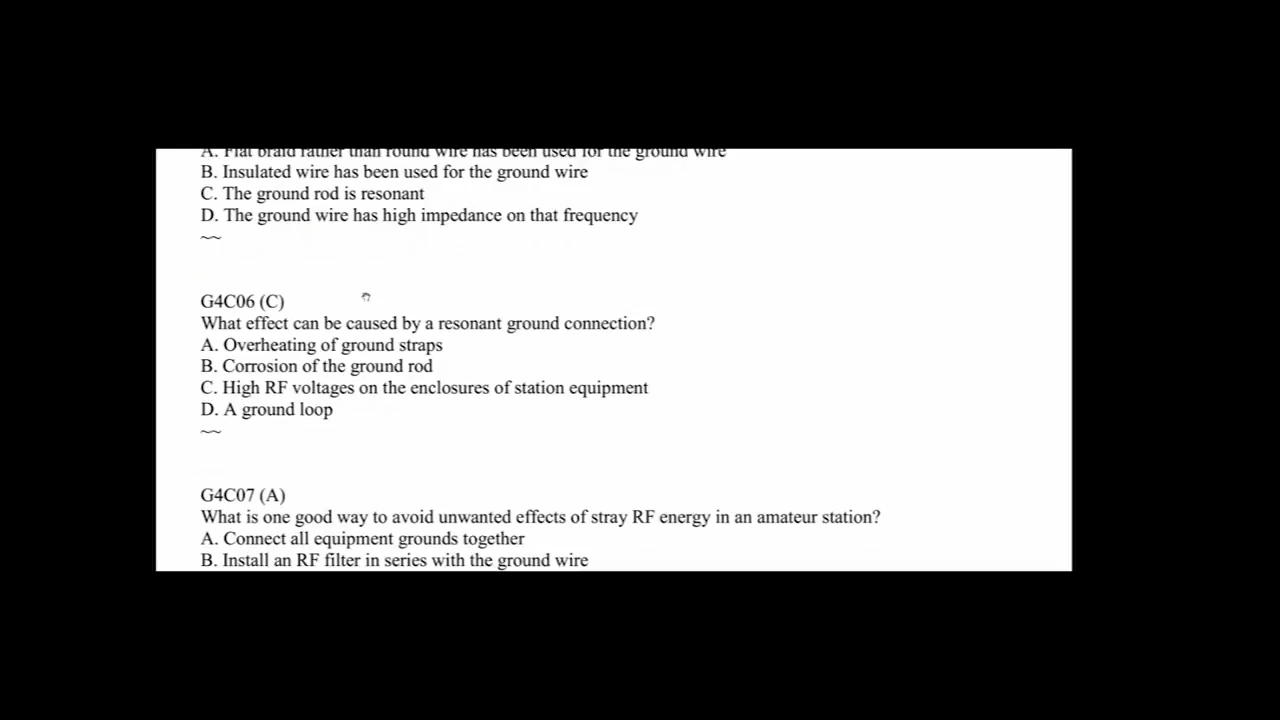 A. Flat braid rather than round wire has been used for the ground wire
B. Insulated wire has been used for the ground wire
C. The ground rod is resonant
D. The ground wire has high impedance on that frequency
~~
G4C06 (C)
What effect can be caused by a resonant ground connection?
A. Overheating of ground straps
B. Corrosion of the ground rod
C. High RF voltages on the enclosures of station equipment
D. A ground loop
~~
G4C07 (A)
What is one good way to avoid unwanted effects of stray RF energy in an amateur station?
A. Connect all equipment grounds together
B. Install an RF filter in series with the ground wire